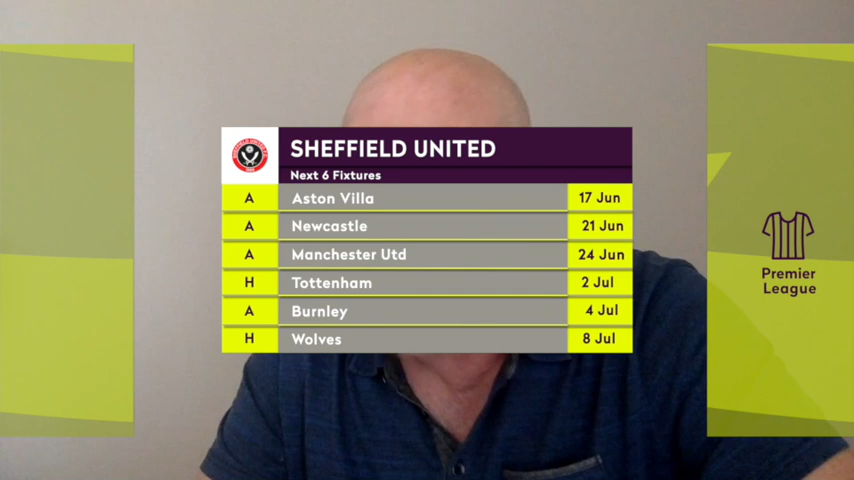 SHEFFIELD UNITED
Next 6 Fixtures
A Aston Villa 17 Jun
A Newcastle 21 Jun
A Manchester Utd 24 Jun
H Tottenham 2 Jul
A Burnley 4 Jul
H Wolves 8 Jul
Premier
League